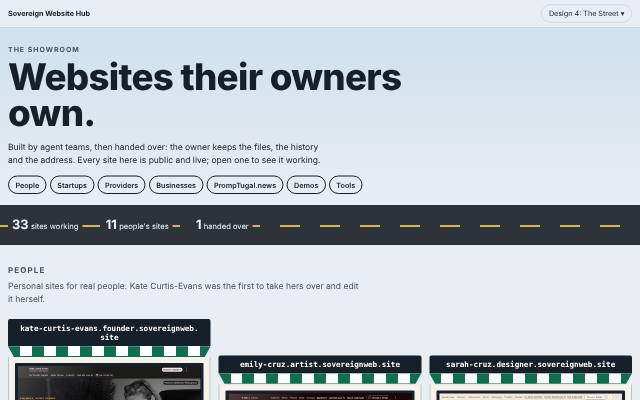 Sovereign Website Hub
Design 4: The Street ▾
THE SHOWROOM
Websites their owners
own.
Built by agent teams, then handed over: the owner keeps the files, the history
and the address. Every site here is public and live; open one to see it working.
People Startups Providers Businesses PrompTugal.news Demos Tools
33 sites working 11 people's sites 1 handed over
PEOPLE
Personal sites for real people. Kate Curtis-Evans was the first to take hers over and edit
it herself.
kate-curtis-evans.founder.sovereignweb.
site
emily-cruz.artist.sovereignweb.site
sarah-cruz.designer.sovereignweb.site